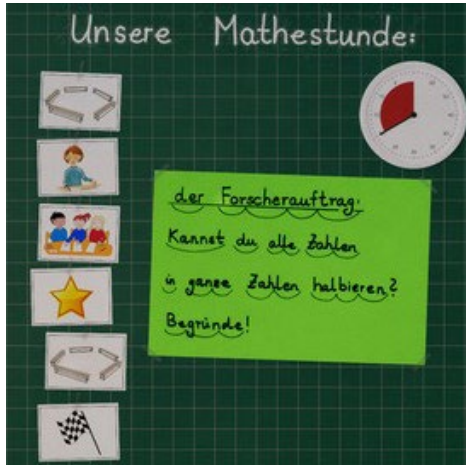 Unsere Mathestunde:
der Forscherauftrag:
Kannst du alle Zahlen
in ganze Zahlen halbieren?
Begründe!